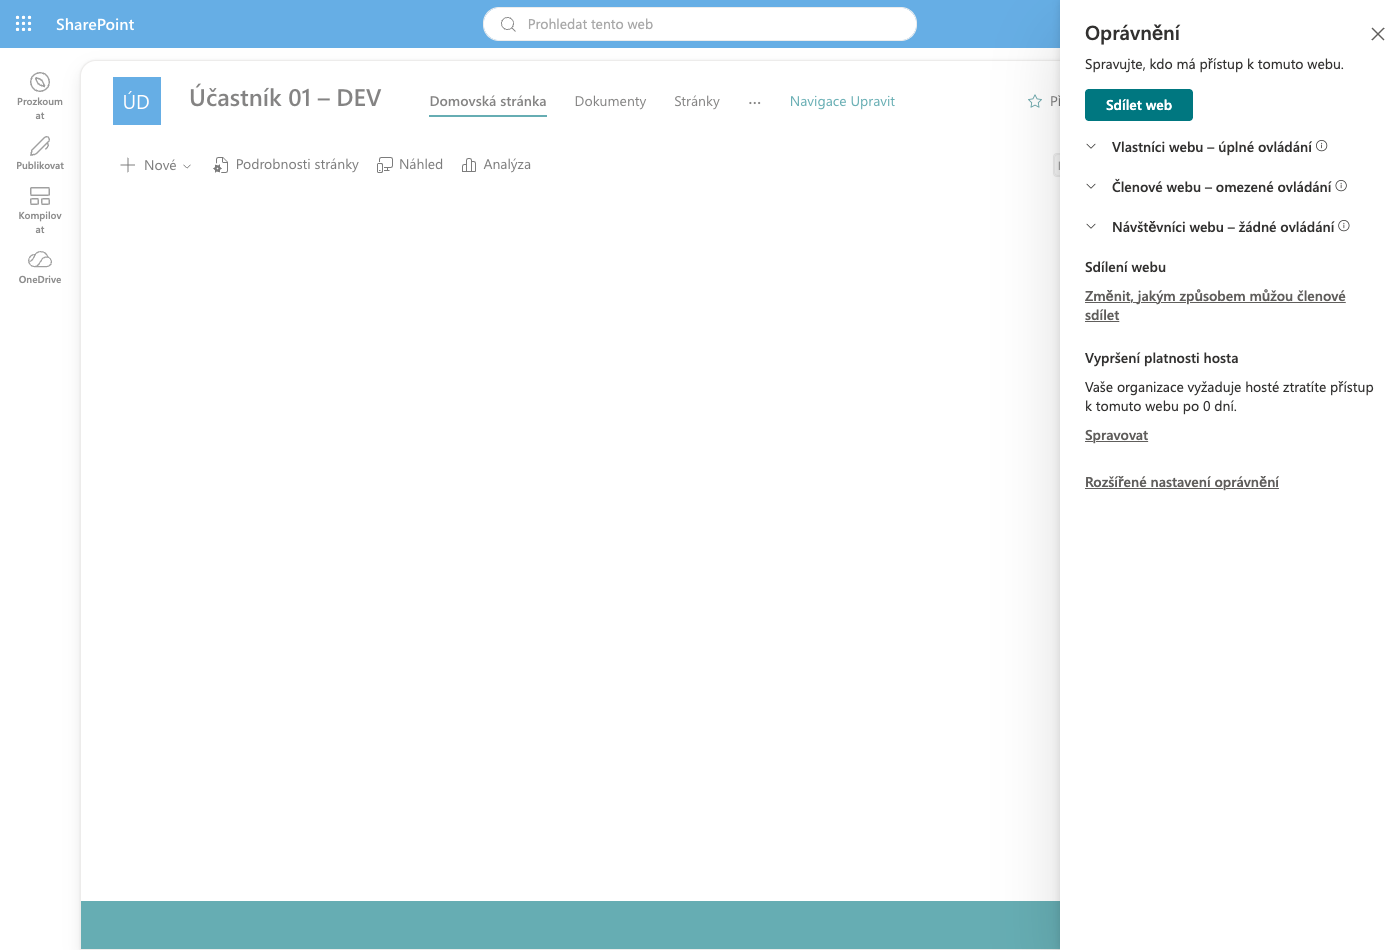 SharePoint
Prohledat tento web
Prozkoum
at
Publikovat
Kompilov
at
OneDrive
ÚD
Účastník 01 – DEV
Domovská stránka
Dokumenty
Stránky
...
Navigace Upravit
Nové
Podrobnosti stránky
Náhled
Analýza
Oprávnění
Spravujte, kdo má přístup k tomuto webu.
Sdílet web
Vlastníci webu – úplné ovládání
Členové webu – omezené ovládání
Návštěvníci webu – žádné ovládání
Sdílení webu
Změnit, jakým způsobem můžou členové
sdílet
Vypršení platnosti hosta
Vaše organizace vyžaduje hosté ztratíte přístup
k tomuto webu po 0 dní.
Spravovat
Rozšířené nastavení oprávnění